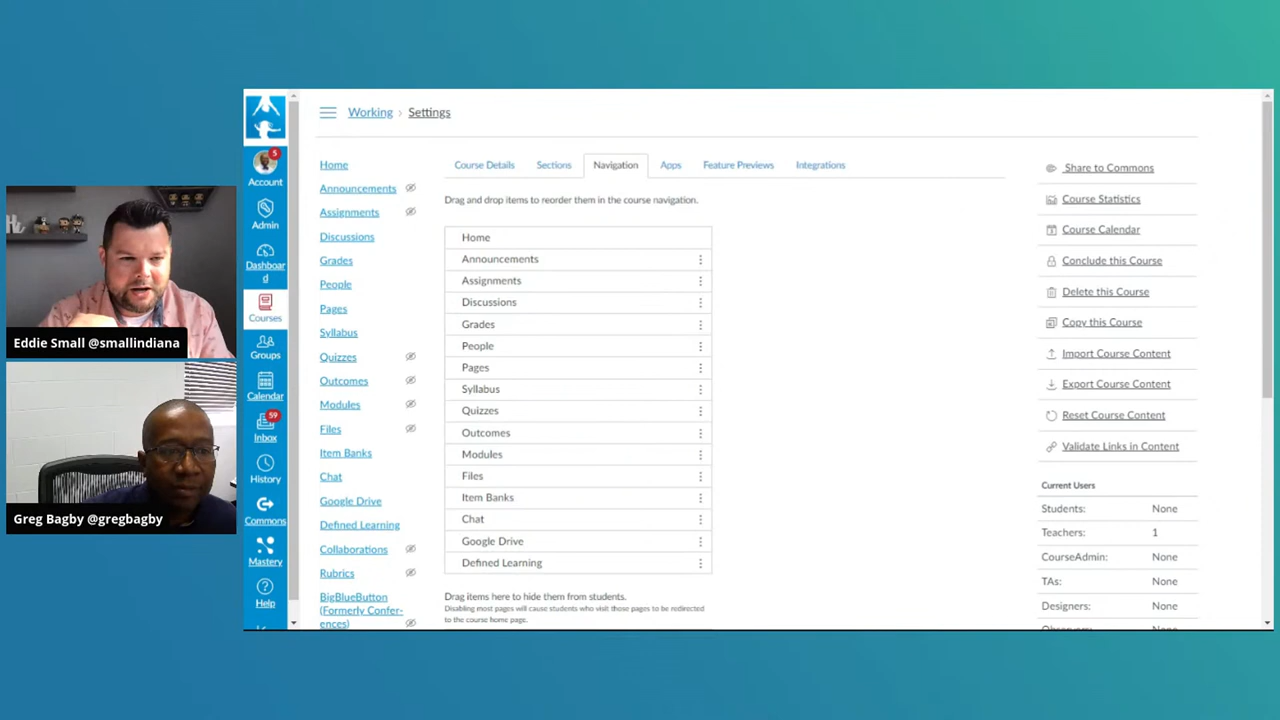 Working > Settings
5
Account
Admin
Dashboar
d
Courses
Groups
Calendar
59
Inbox
History
Commons
Mastery
Help
Home
Announcements
Assignments
Discussions
Grades
People
Pages
Syllabus
Quizzes
Outcomes
Modules
Files
Item Banks
Chat
Google Drive
Defined Learning
Collaborations
Rubrics
BigBlueButton
(Formerly Confer-
ences)
Course Details Sections Navigation Apps Feature Previews Integrations
Drag and drop items to reorder them in the course navigation.
Home
Announcements
Assignments
Discussions
Grades
People
Pages
Syllabus
Quizzes
Outcomes
Modules
Files
Item Banks
Chat
Google Drive
Defined Learning
Drag items here to hide them from students.
Disabling most pages will cause students who visit those pages to be redirected
to the course home page.
Share to Commons
Course Statistics
Course Calendar
Conclude this Course
Delete this Course
Copy this Course
Import Course Content
Export Course Content
Reset Course Content
Validate Links in Content
Current Users
Students: None
Teachers: 1
CourseAdmin: None
TAs: None
Designers: None
Eddie Small @smallindiana
Greg Bagby @gregbagby